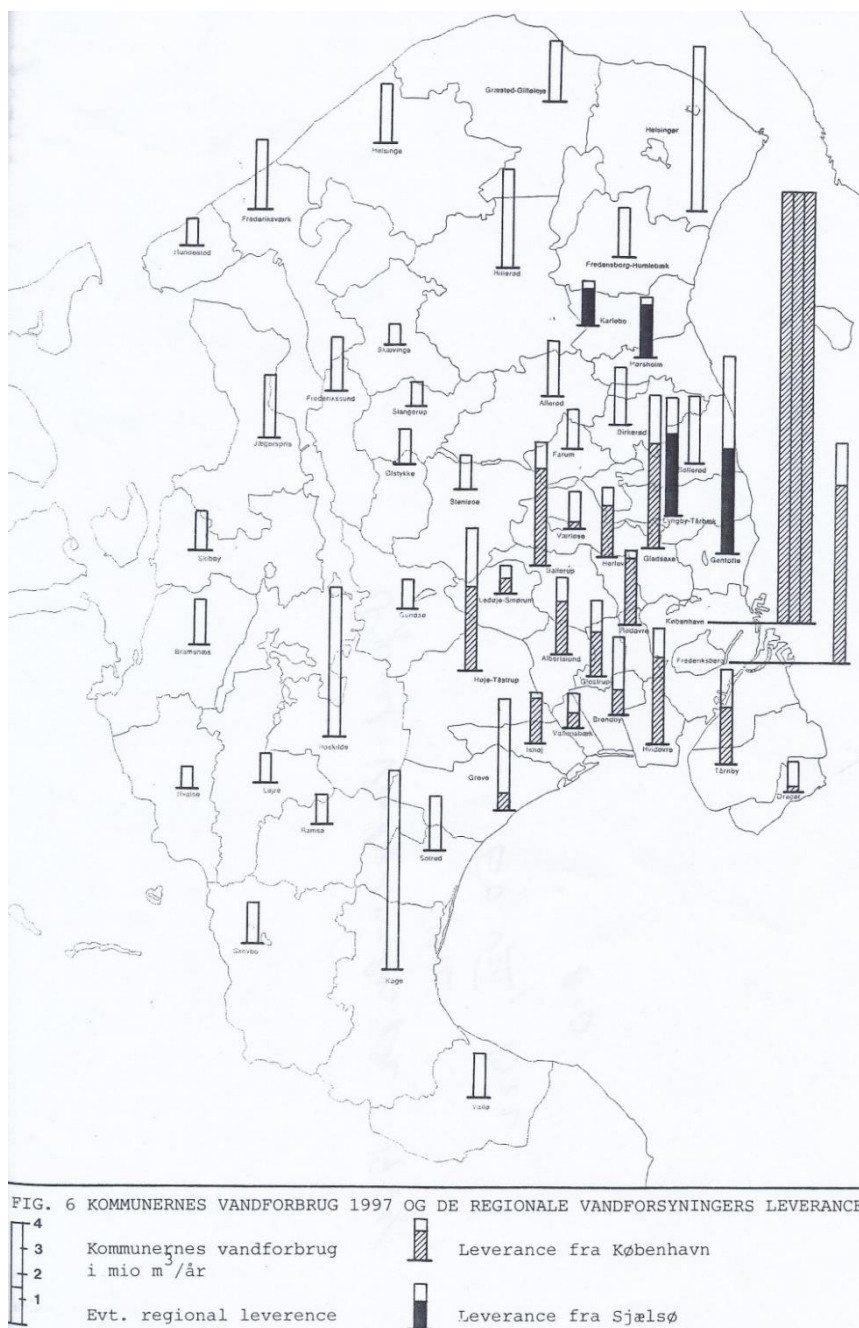 Græsted-Gilleleje
Helsingør
Helsinge
Frederiksværk
Hundested
Hillerød
Fredensborg-Humlebæk
Karlebo
Skævinge
Hørsholm
Frederikssund
Slangerup
Allerød
Birkerød
Jægerspris
Farum
Ølstykke
Søllerød
Stenløse
Værløse
Lyngby-Tårbæk
Skibby
Herlev
Gladsaxe
Gentofte
Ballerup
Ledøje-Smørum
Gundsø
København
Rødovre
Bramsnæs
Albertslund
Frederiksberg
Høje-Tåstrup
Glostrup
Brøndby
Vallensbæk
Roskilde
Ishøj
Hvidovre
Tårnby
Greve
Hvalsø
Lejre
Dragør
Ramsø
Solrød
Skovbo
Køge
Vallø
FIG. 6 KOMMUNERNES VANDFORBRUG 1997 OG DE REGIONALE VANDFORSYNINGERS LEVERANCE
4
3
2
1
Kommunernes vandforbrug
i mio m³/år
Leverance fra København
Evt. regional leverence
Leverance fra Sjælsø